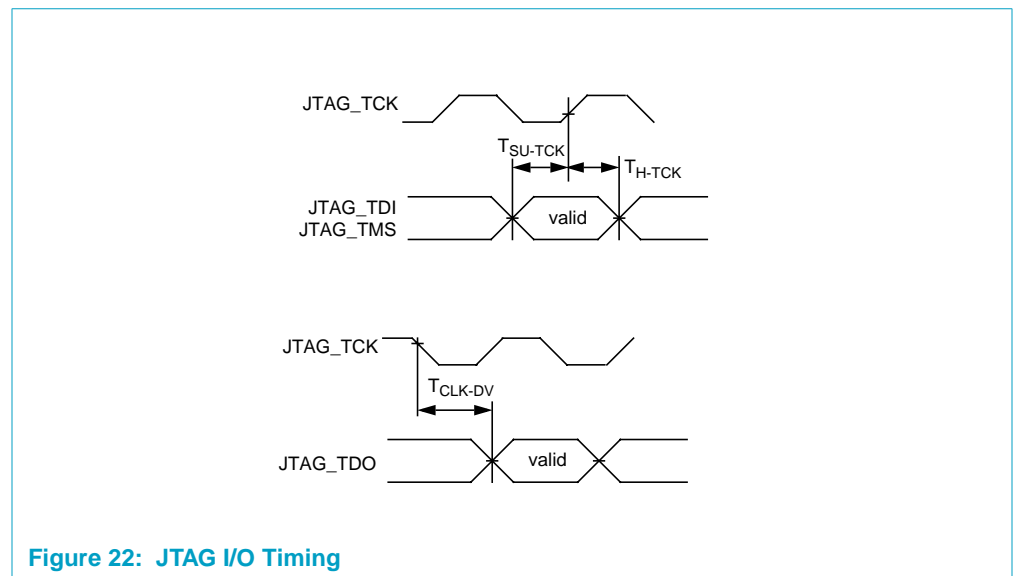 JTAG_TCK
TSU-TCK
TH-TCK
JTAG_TDI
valid
JTAG_TMS
JTAG_TCK
TCLK-DV
JTAG_TDO
valid
Figure 22: JTAG I/O Timing